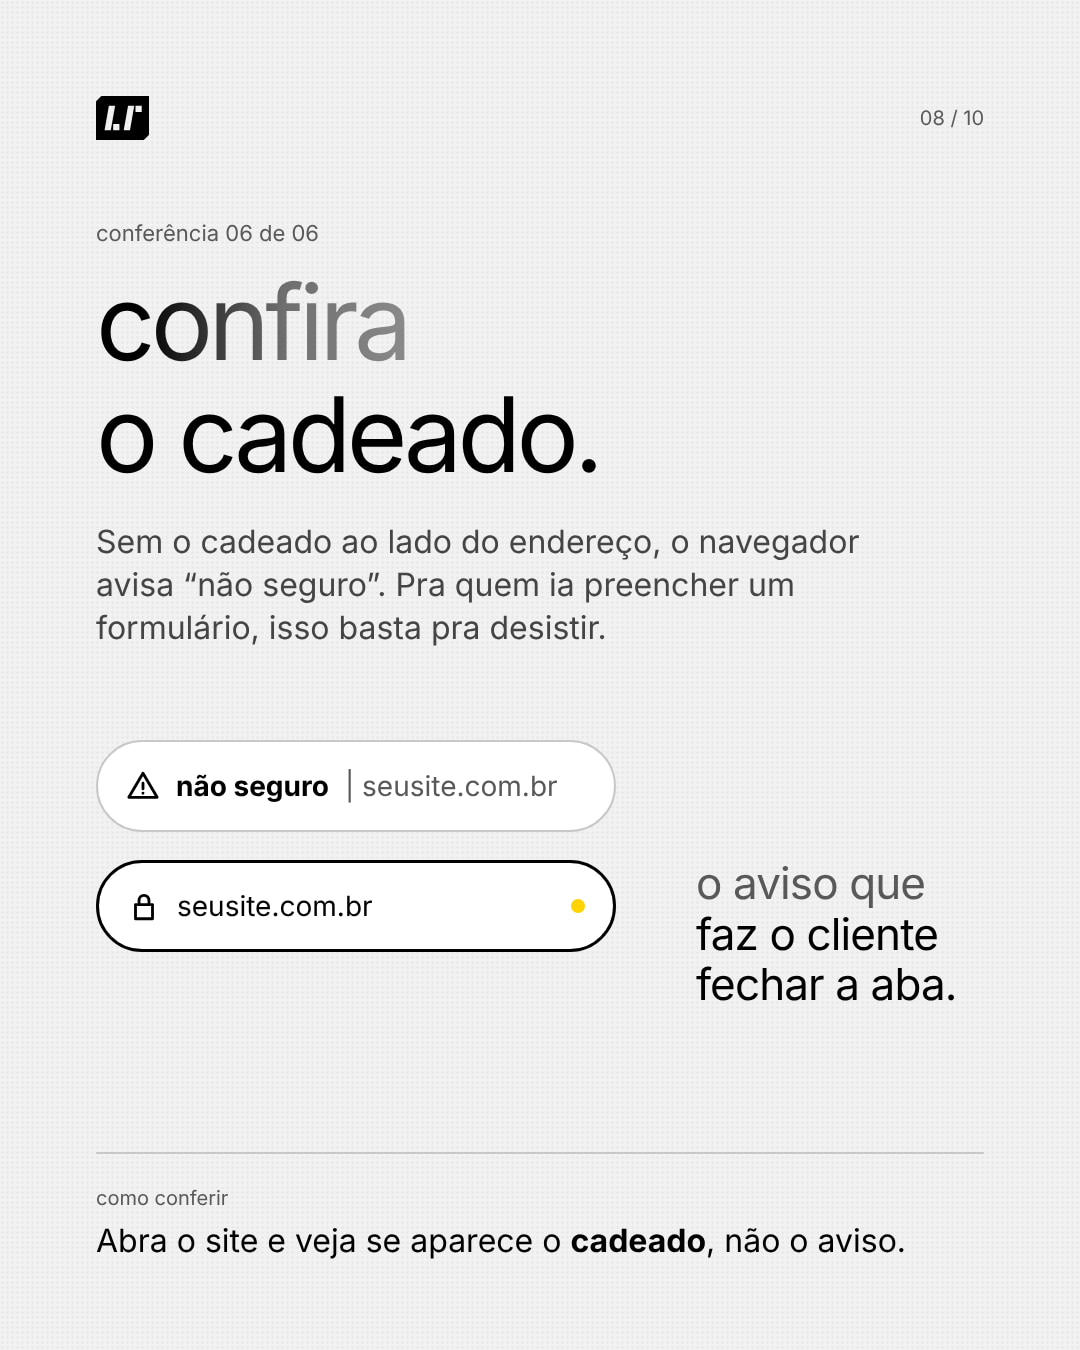 08 / 10
conferência 06 de 06
confira
o cadeado.
Sem o cadeado ao lado do endereço, o navegador
avisa “não seguro”. Pra quem ia preencher um
formulário, isso basta pra desistir.
não seguro | seusite.com.br
seusite.com.br
o aviso que
faz o cliente
fechar a aba.
como conferir
Abra o site e veja se aparece o cadeado, não o aviso.